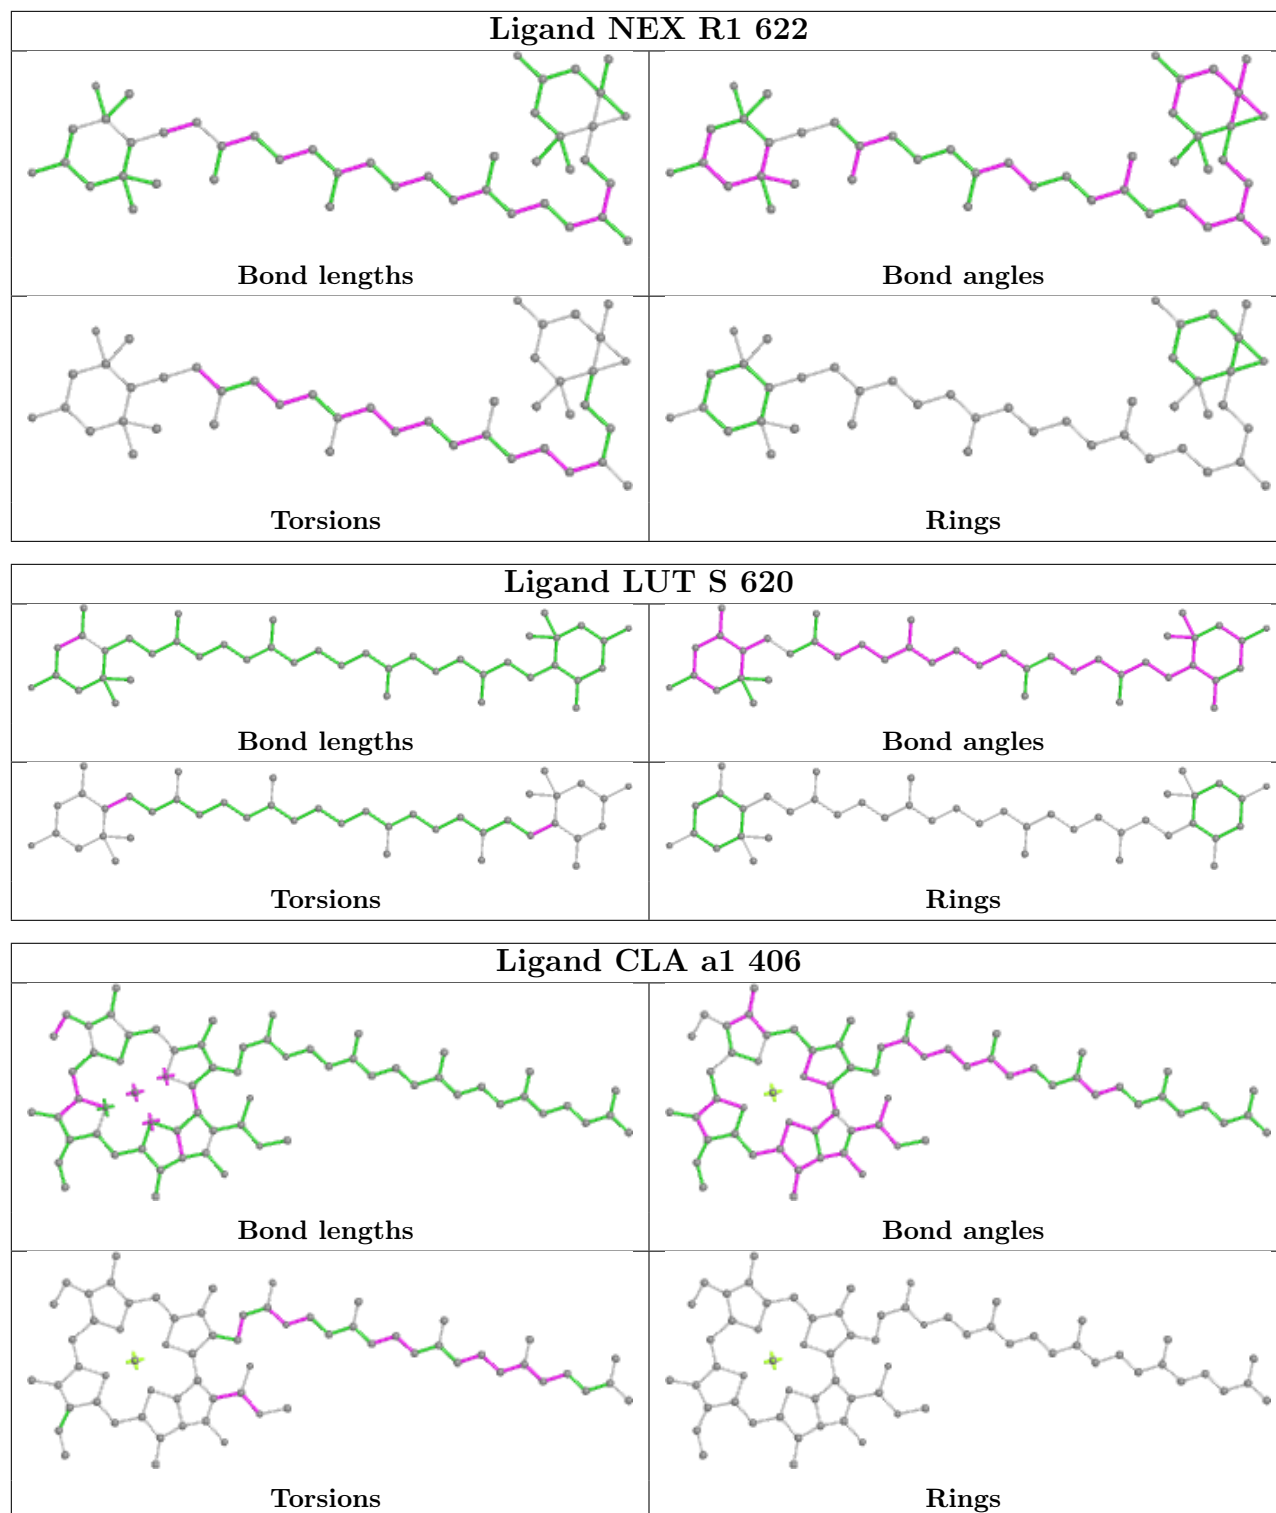 Ligand NEX R1 622
Bond lengths
Bond angles
Torsions
Rings
Ligand LUT S 620
Bond lengths
Bond angles
Torsions
Rings
Ligand CLA a1 406
Bond lengths
Bond angles
Torsions
Rings